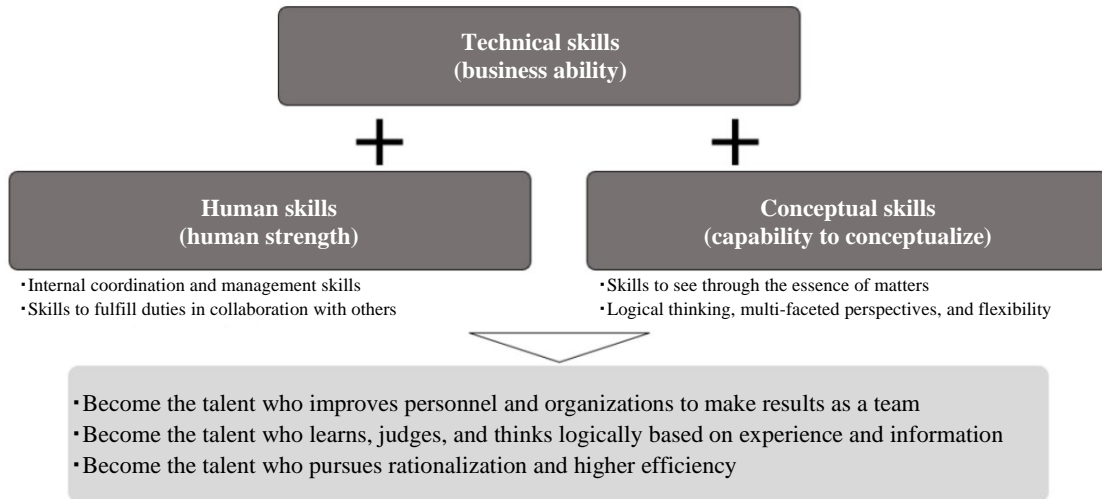 Technical skills
(business ability)
Human skills
(human strength)
・Internal coordination and management skills
・Skills to fulfill duties in collaboration with others
Conceptual skills
(capability to conceptualize)
・Skills to see through the essence of matters
・Logical thinking, multi-faceted perspectives, and flexibility
・Become the talent who improves personnel and organizations to make results as a team
・Become the talent who learns, judges, and thinks logically based on experience and information
・Become the talent who pursues rationalization and higher efficiency